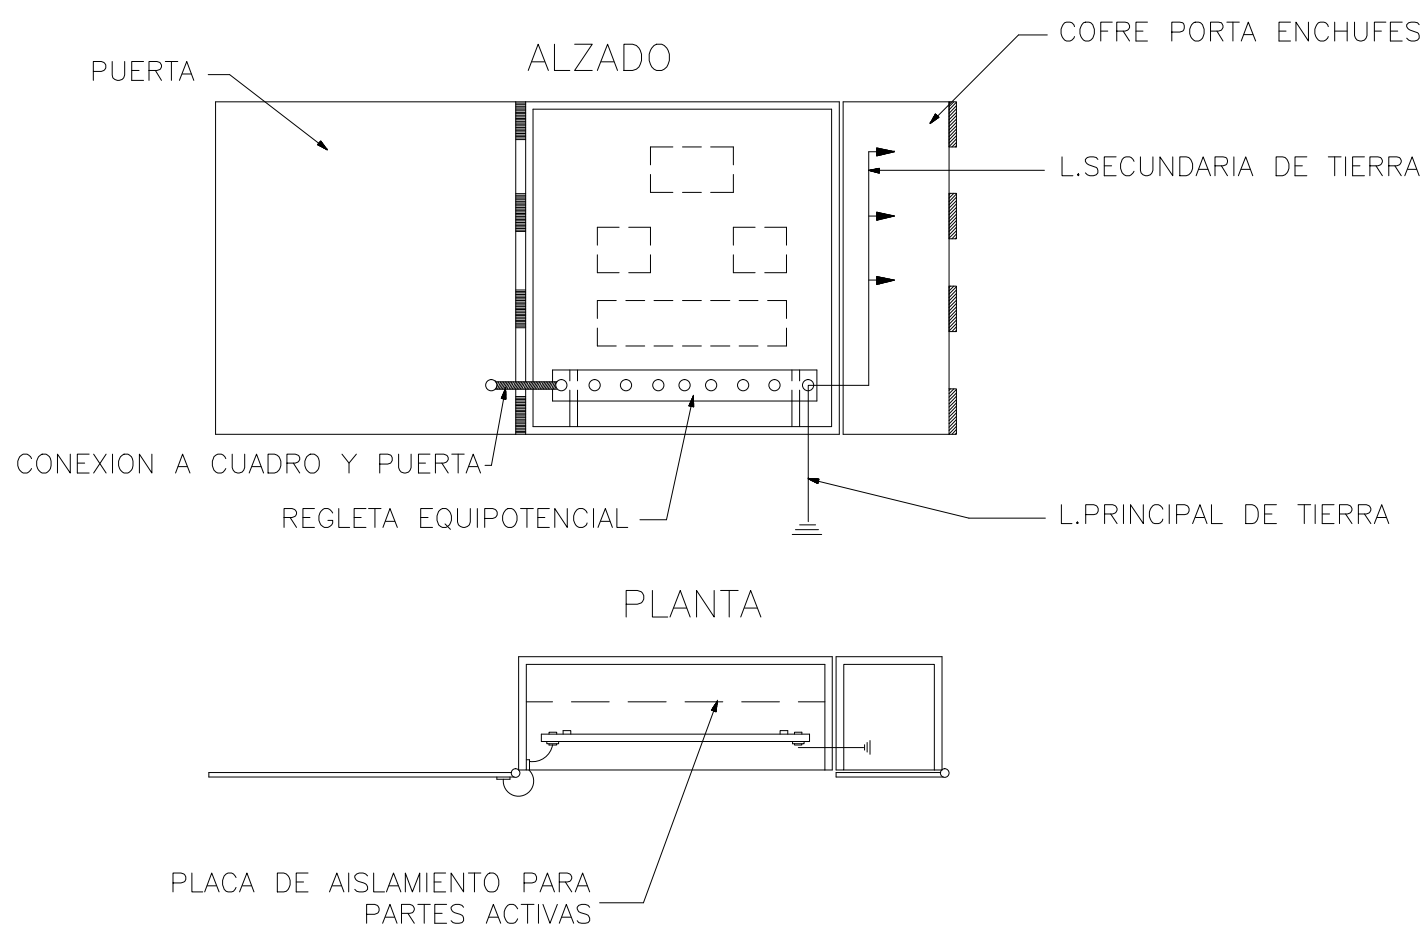 ALZADO
COFRE PORTA ENCHUFES
PUERTA
L.SECUNDARIA DE TIERRA
CONEXION A CUADRO Y PUERTA
REGLETA EQUIPOTENCIAL
L.PRINCIPAL DE TIERRA
PLANTA
PLACA DE AISLAMIENTO PARA
PARTES ACTIVAS